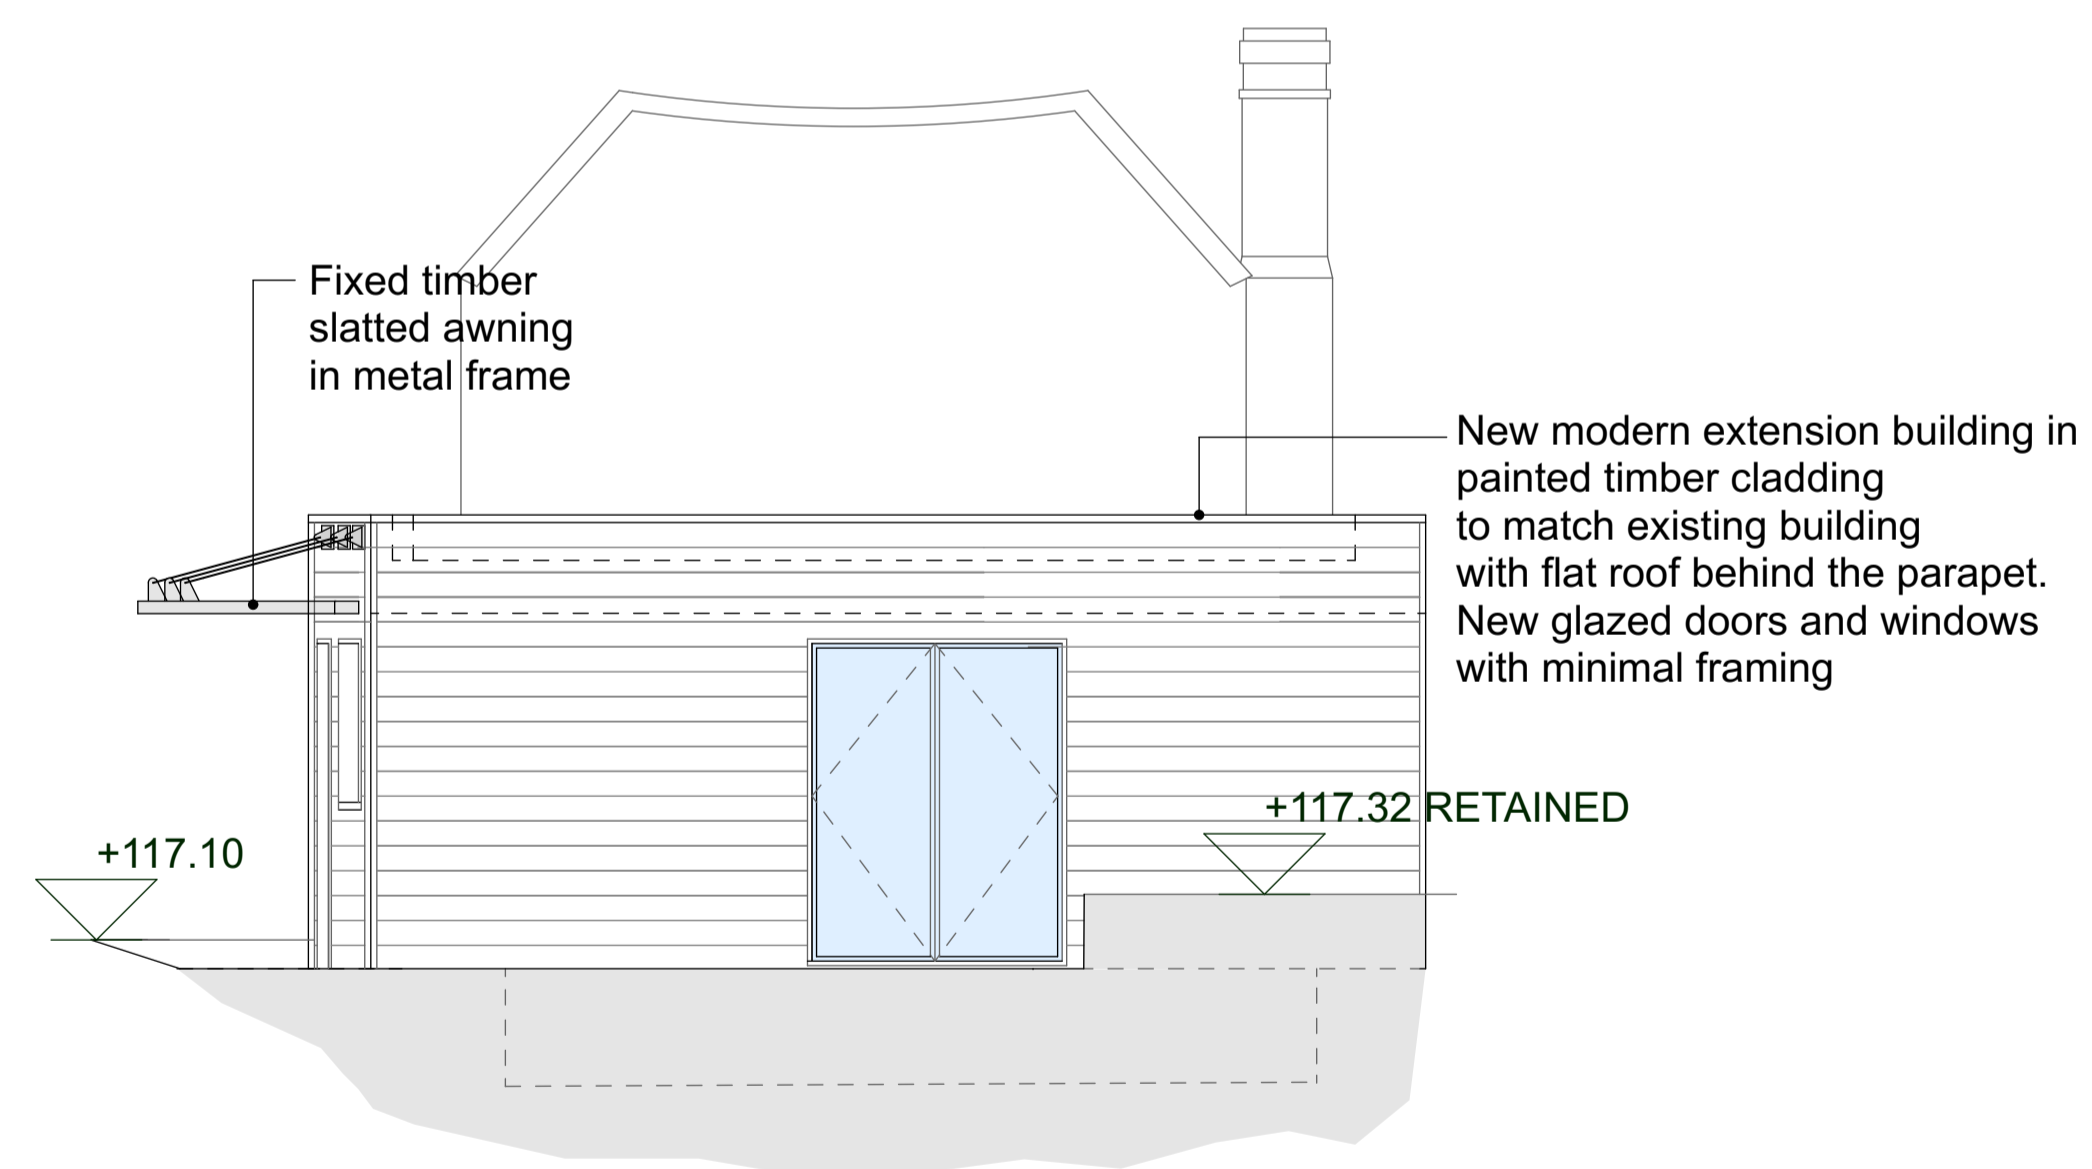 Fixed timber
slatted awning
in metal frame
New modern extension building in
painted timber cladding
to match existing building
with flat roof behind the parapet.
New glazed doors and windows
with minimal framing
+117.32 RETAINED
+117.10